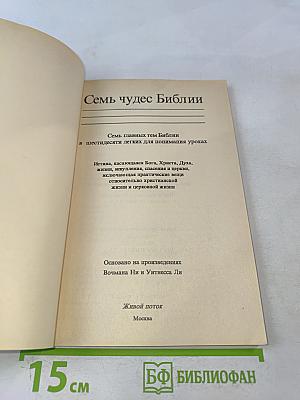 Семь чудес Библии
Семь главных тем Библии
в шестидесяти легких для понимания уроках
Истина, касающаяся Бога, Христа, Духа,
жизни, искупления, спасения и церкви,
включающая практические вещи
относительно христианской
жизни и церковной жизни
Основано на произведениях
Вочмана Ни и Уитнесса Ли
Живой поток
Москва
15 см
БФ БИБЛИОФАН